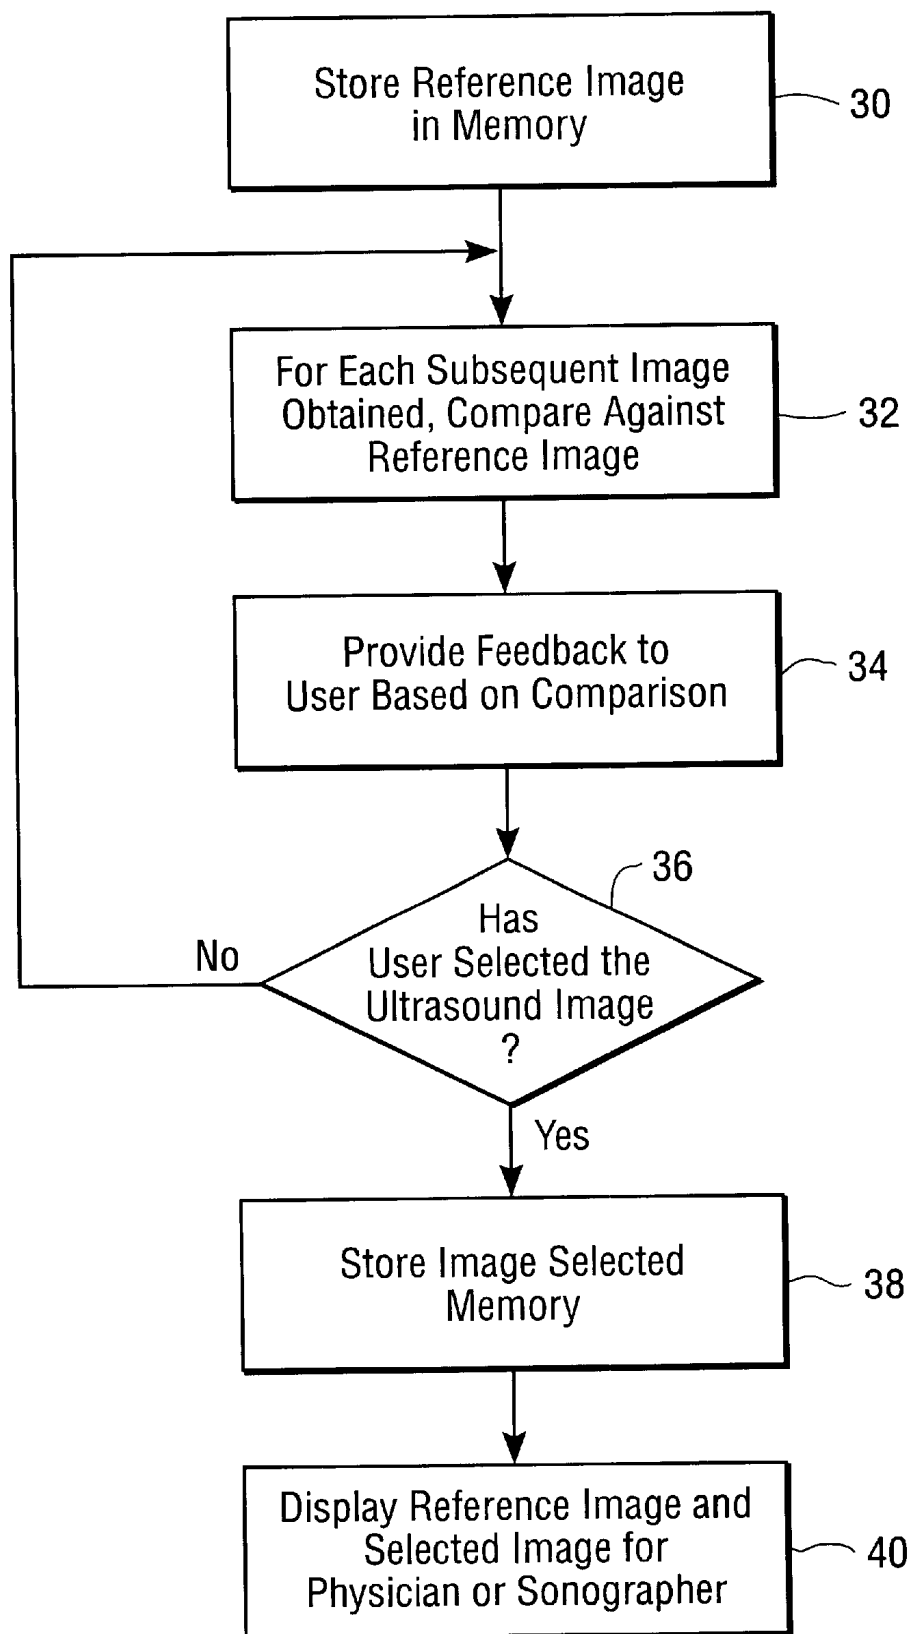 Store Reference Image
in Memory
30
For Each Subsequent Image
Obtained, Compare Against
Reference Image
32
Provide Feedback to
User Based on Comparison
34
36
Has
User Selected the
Ultrasound Image
?
No
Yes
Store Image Selected
Memory
38
Display Reference Image and
Selected Image for
Physician or Sonographer
40